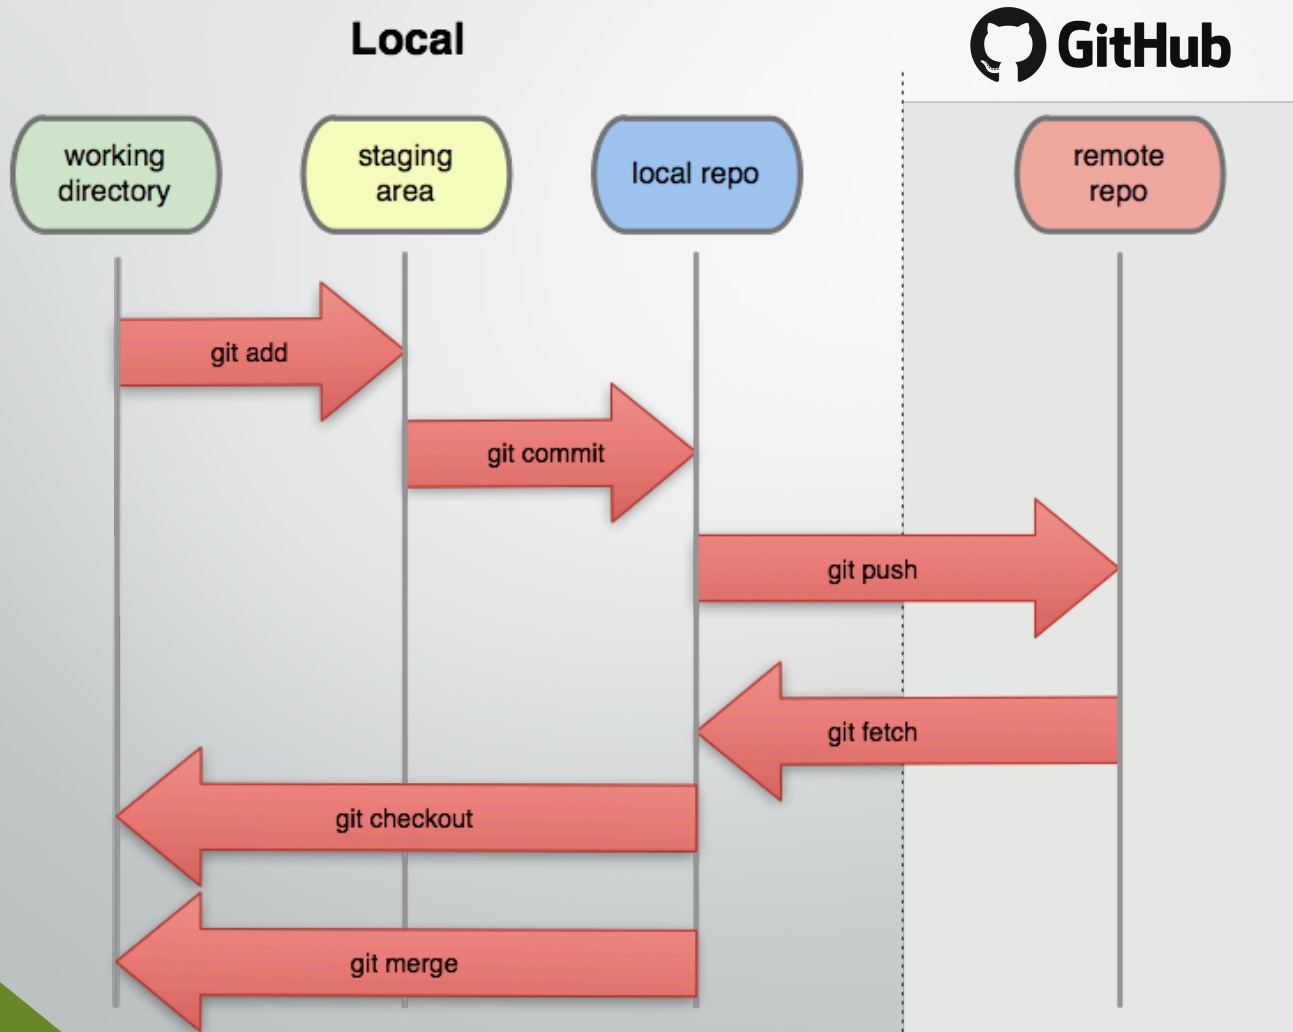 Local
GitHub
working
directory
staging
area
local repo
remote
repo
git add
git commit
git push
git fetch
git checkout
git merge